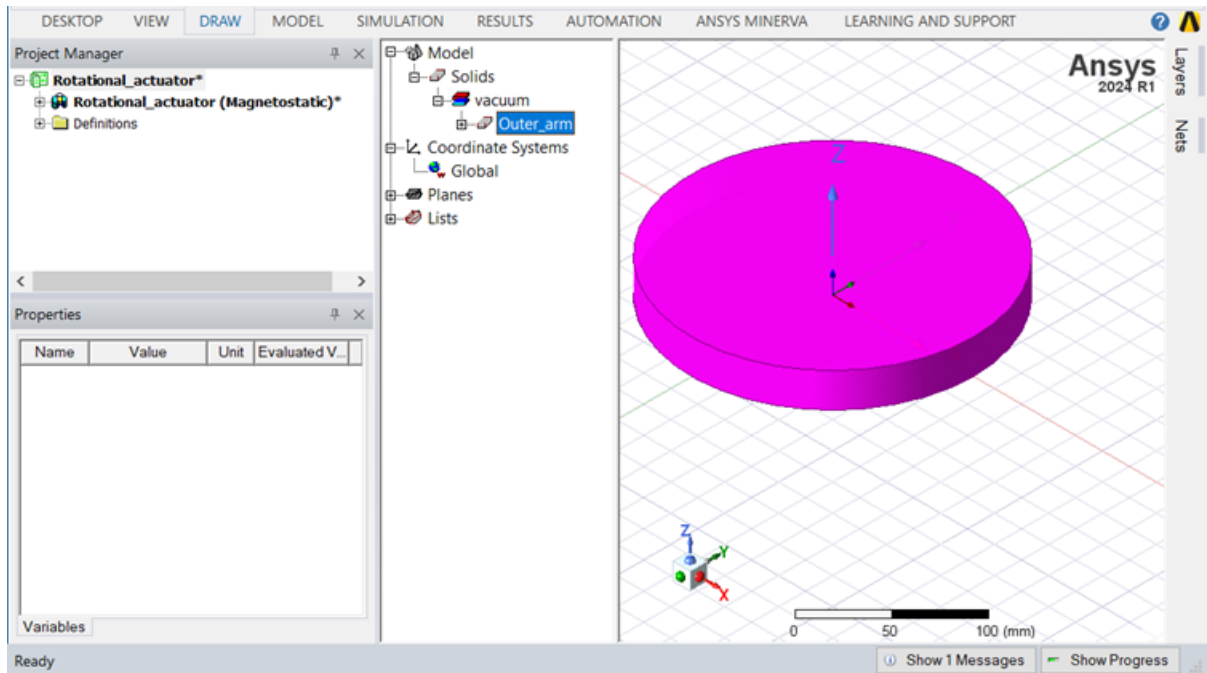 DESKTOP VIEW DRAW MODEL SIMULATION RESULTS AUTOMATION ANSYS MINERVA LEARNING AND SUPPORT
Project Manager
Rotational_actuator*
Rotational_actuator (Magnetostatic)*
Definitions
Properties
Name Value Unit Evaluated V...
Variables
Model
Solids
vacuum
Outer_arm
Coordinate Systems
Global
Planes
Lists
Ansys
2024 R1
Z
Z
Y
X
0 50 100 (mm)
Layers
Nets
Ready
Show 1 Messages
Show Progress